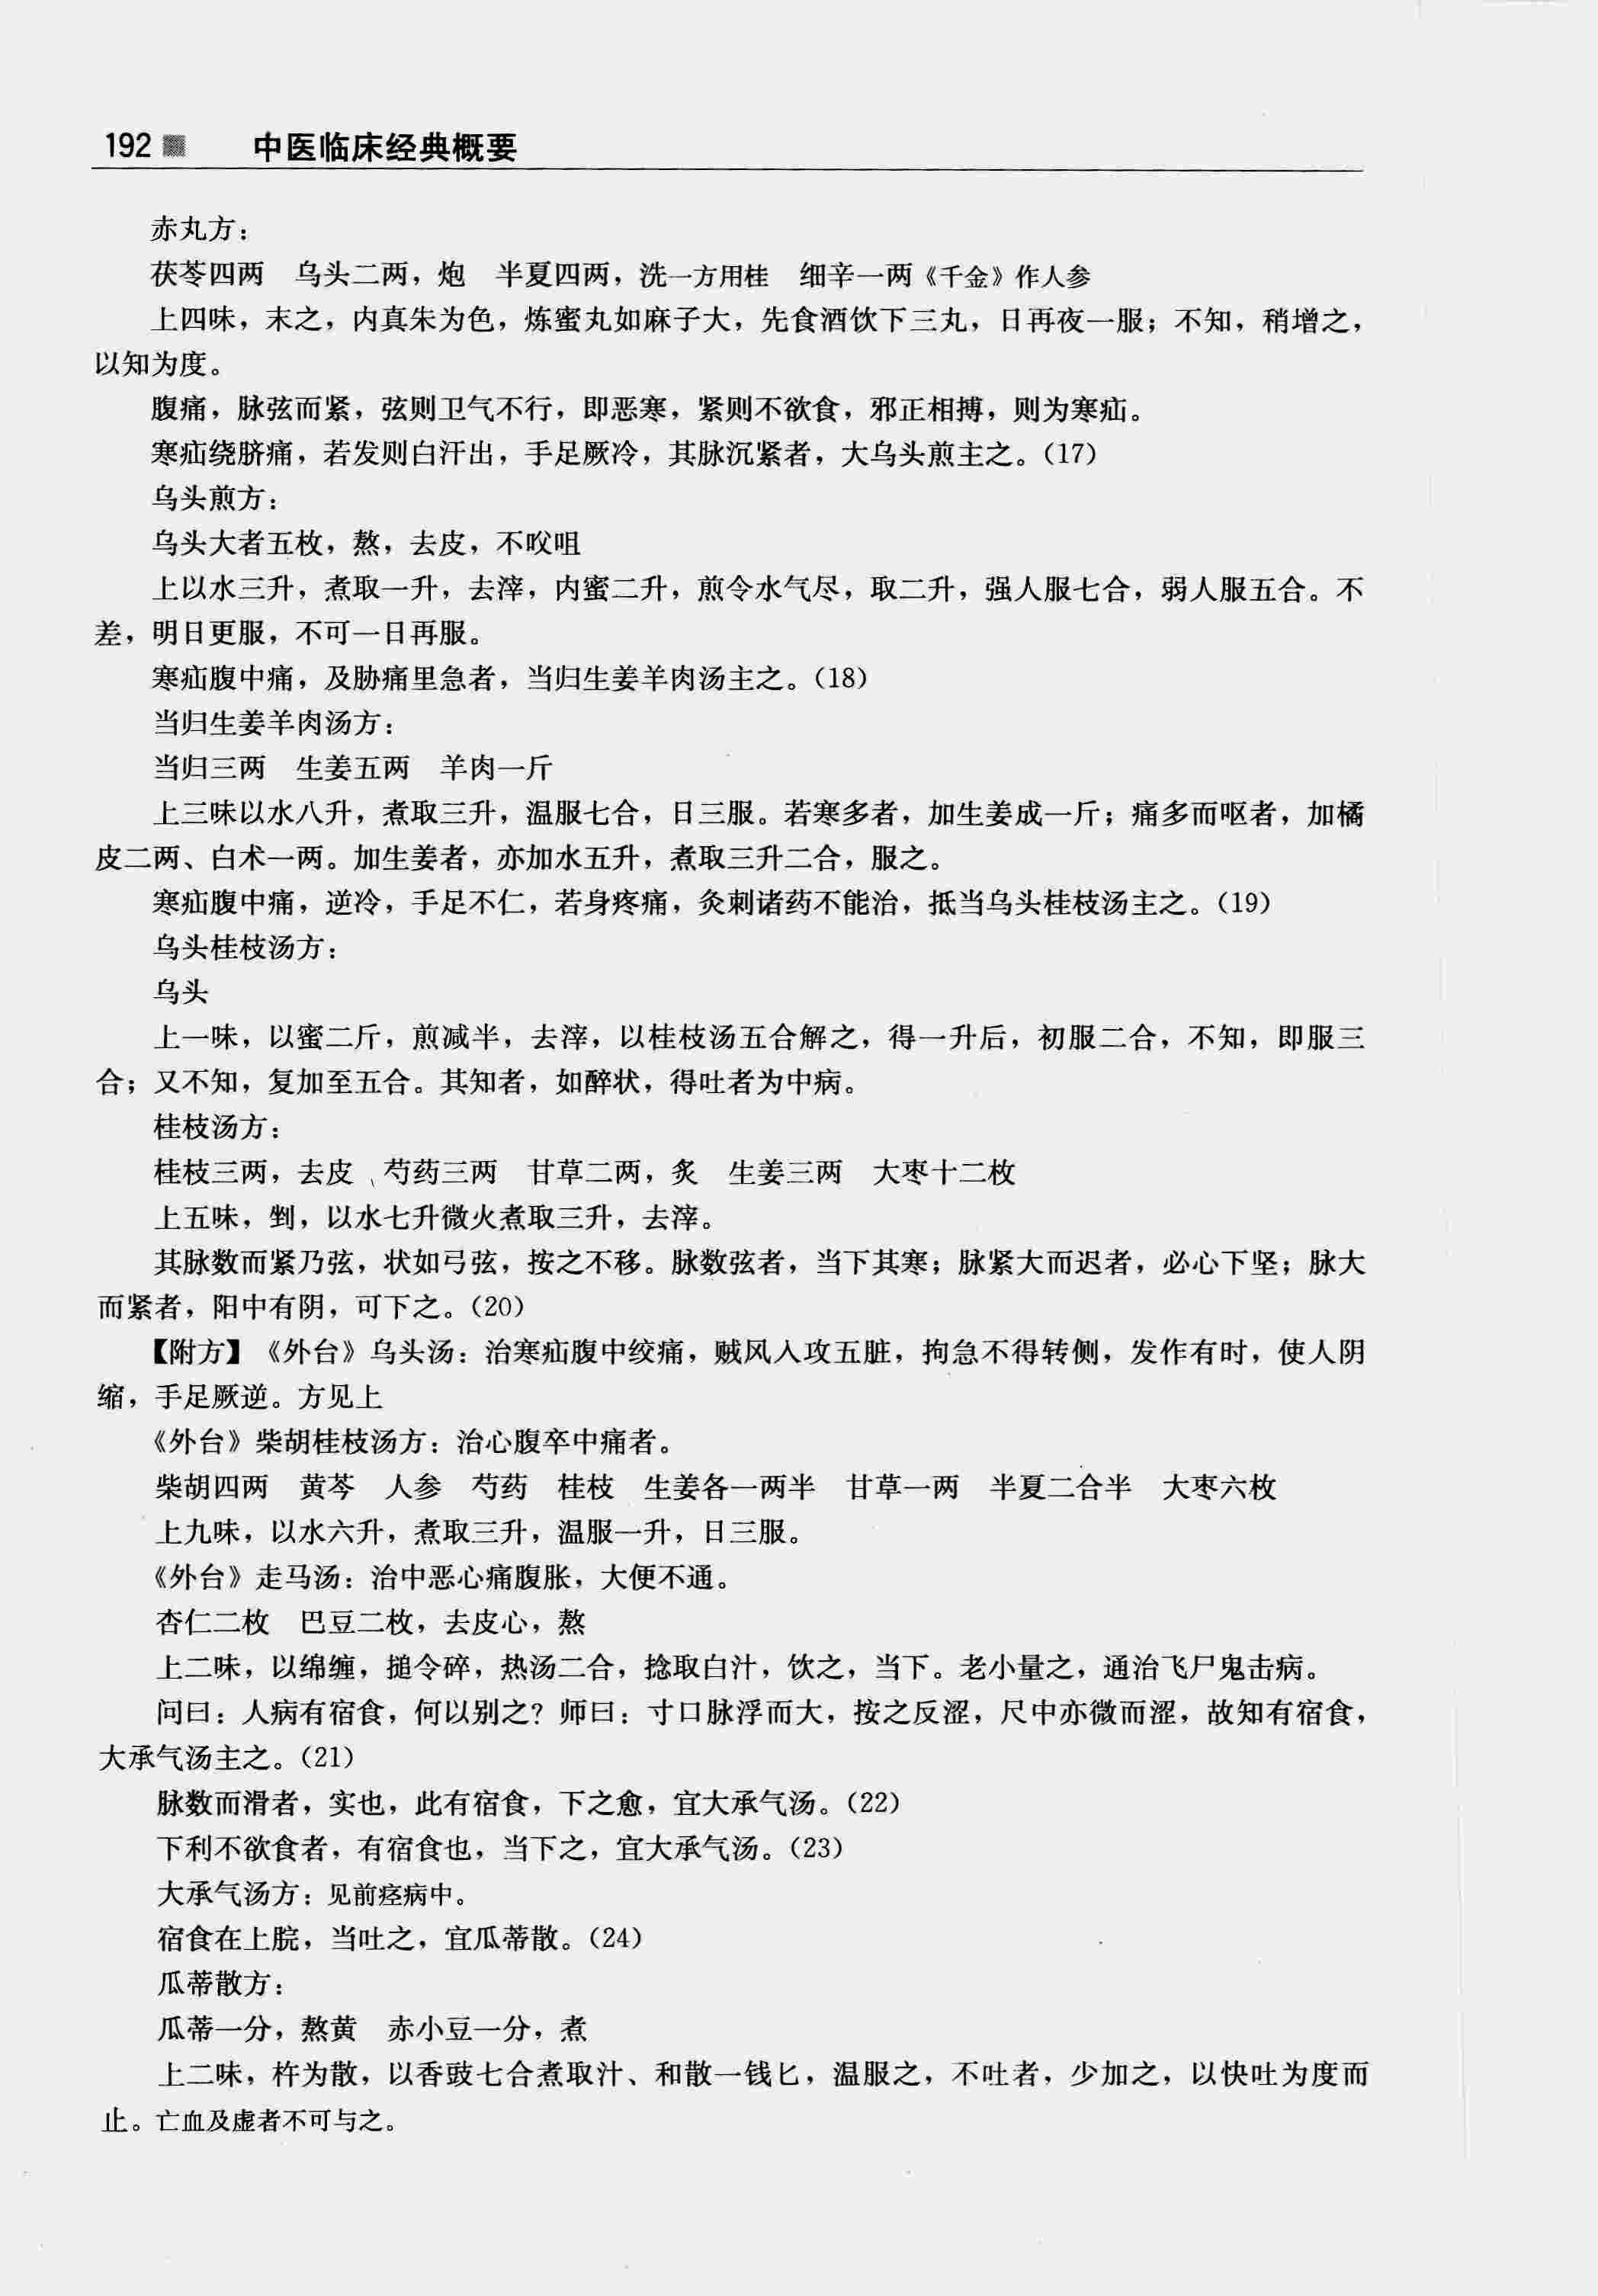 192 中医临床经典概要
赤丸方：
茯苓四两　乌头二两，炮　半夏四两，洗一方用桂　细辛一两《千金》作人参
上四味，末之，内真朱为色，炼蜜丸如麻子大，先食酒饮下三丸，日再夜一服；不知，稍增之，
以知为度。
腹痛，脉弦而紧，弦则卫气不行，即恶寒，紧则不欲食，邪正相搏，则为寒疝。
寒疝绕脐痛，若发则白汗出，手足厥冷，其脉沉紧者，大乌头煎主之。（17）
乌头煎方：
乌头大者五枚，熬，去皮，不㕮咀
上以水三升，煮取一升，去滓，内蜜二升，煎令水气尽，取二升，强人服七合，弱人服五合。不
差，明日更服，不可一日再服。
寒疝腹中痛，及胁痛里急者，当归生姜羊肉汤主之。（18）
当归生姜羊肉汤方：
当归三两　生姜五两　羊肉一斤
上三味以水八升，煮取三升，温服七合，日三服。若寒多者，加生姜成一斤；痛多而呕者，加橘
皮二两、白术一两。加生姜者，亦加水五升，煮取三升二合，服之。
寒疝腹中痛，逆冷，手足不仁，若身疼痛，灸刺诸药不能治，抵当乌头桂枝汤主之。（19）
乌头桂枝汤方：
乌头
上一味，以蜜二斤，煎减半，去滓，以桂枝汤五合解之，得一升后，初服二合，不知，即服三
合；又不知，复加至五合。其知者，如醉状，得吐者为中病。
桂枝汤方：
桂枝三两，去皮　芍药三两　甘草二两，炙　生姜三两　大枣十二枚
上五味，剉，以水七升微火煮取三升，去滓。
其脉数而紧乃弦，状如弓弦，按之不移。脉数弦者，当下其寒；脉紧大而迟者，必心下坚；脉大
而紧者，阳中有阴，可下之。（20）
【附方】《外台》乌头汤：治寒疝腹中绞痛，贼风入攻五脏，拘急不得转侧，发作有时，使人阴
缩，手足厥逆。方见上
《外台》柴胡桂枝汤方：治心腹卒中痛者。
柴胡四两　黄芩　人参　芍药　桂枝　生姜各一两半　甘草一两　半夏二合半　大枣六枚
上九味，以水六升，煮取三升，温服一升，日三服。
《外台》走马汤：治中恶心痛腹胀，大便不通。
杏仁二枚　巴豆二枚，去皮心，熬
上二味，以绵缠，搥令碎，热汤二合，捻取白汁，饮之，当下。老小量之，通治飞尸鬼击病。
问曰：人病有宿食，何以别之？师曰：寸口脉浮而大，按之反涩，尺中亦微而涩，故知有宿食，
大承气汤主之。（21）
脉数而滑者，实也，此有宿食，下之愈，宜大承气汤。（22）
下利不欲食者，有宿食也，当下之，宜大承气汤。（23）
大承气汤方：见前痉病中。
宿食在上脘，当吐之，宜瓜蒂散。（24）
瓜蒂散方：
瓜蒂一分，熬黄　赤小豆一分，煮
上二味，杵为散，以香豉七合煮取汁、和散一钱匕，温服之，不吐者，少加之，以快吐为度而
止。亡血及虚者不可与之。